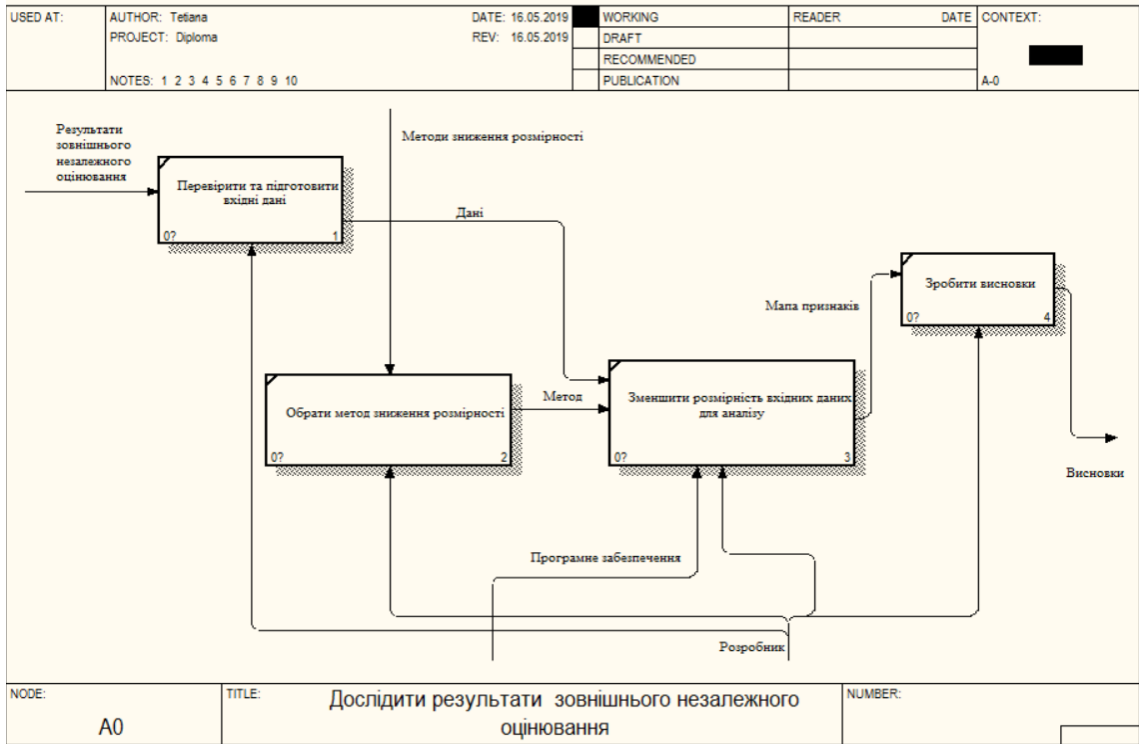 USED AT:
AUTHOR: Tetiana
DATE: 16.05.2019
WORKING
READER
DATE
CONTEXT:
PROJECT: Diploma
REV: 16.05.2019
DRAFT
RECOMMENDED
NOTES: 1 2 3 4 5 6 7 8 9 10
PUBLICATION
A-0
Результати
зовнішнього
незалежного
оцінювання
Методи зниження розмірності
Перевірити та підготовити
вхідні дані
0?
1
Дані
Зробити висновки
0?
4
Мапа признаків
Обрати метод зниження розмірності
0?
2
Метод
Зменшити розмірність вхідних даних
для аналізу
0?
3
Висновки
Програмне забезпечення
Розробник
NODE:
A0
TITLE:
Дослідити результати зовнішнього незалежного
оцінювання
NUMBER: